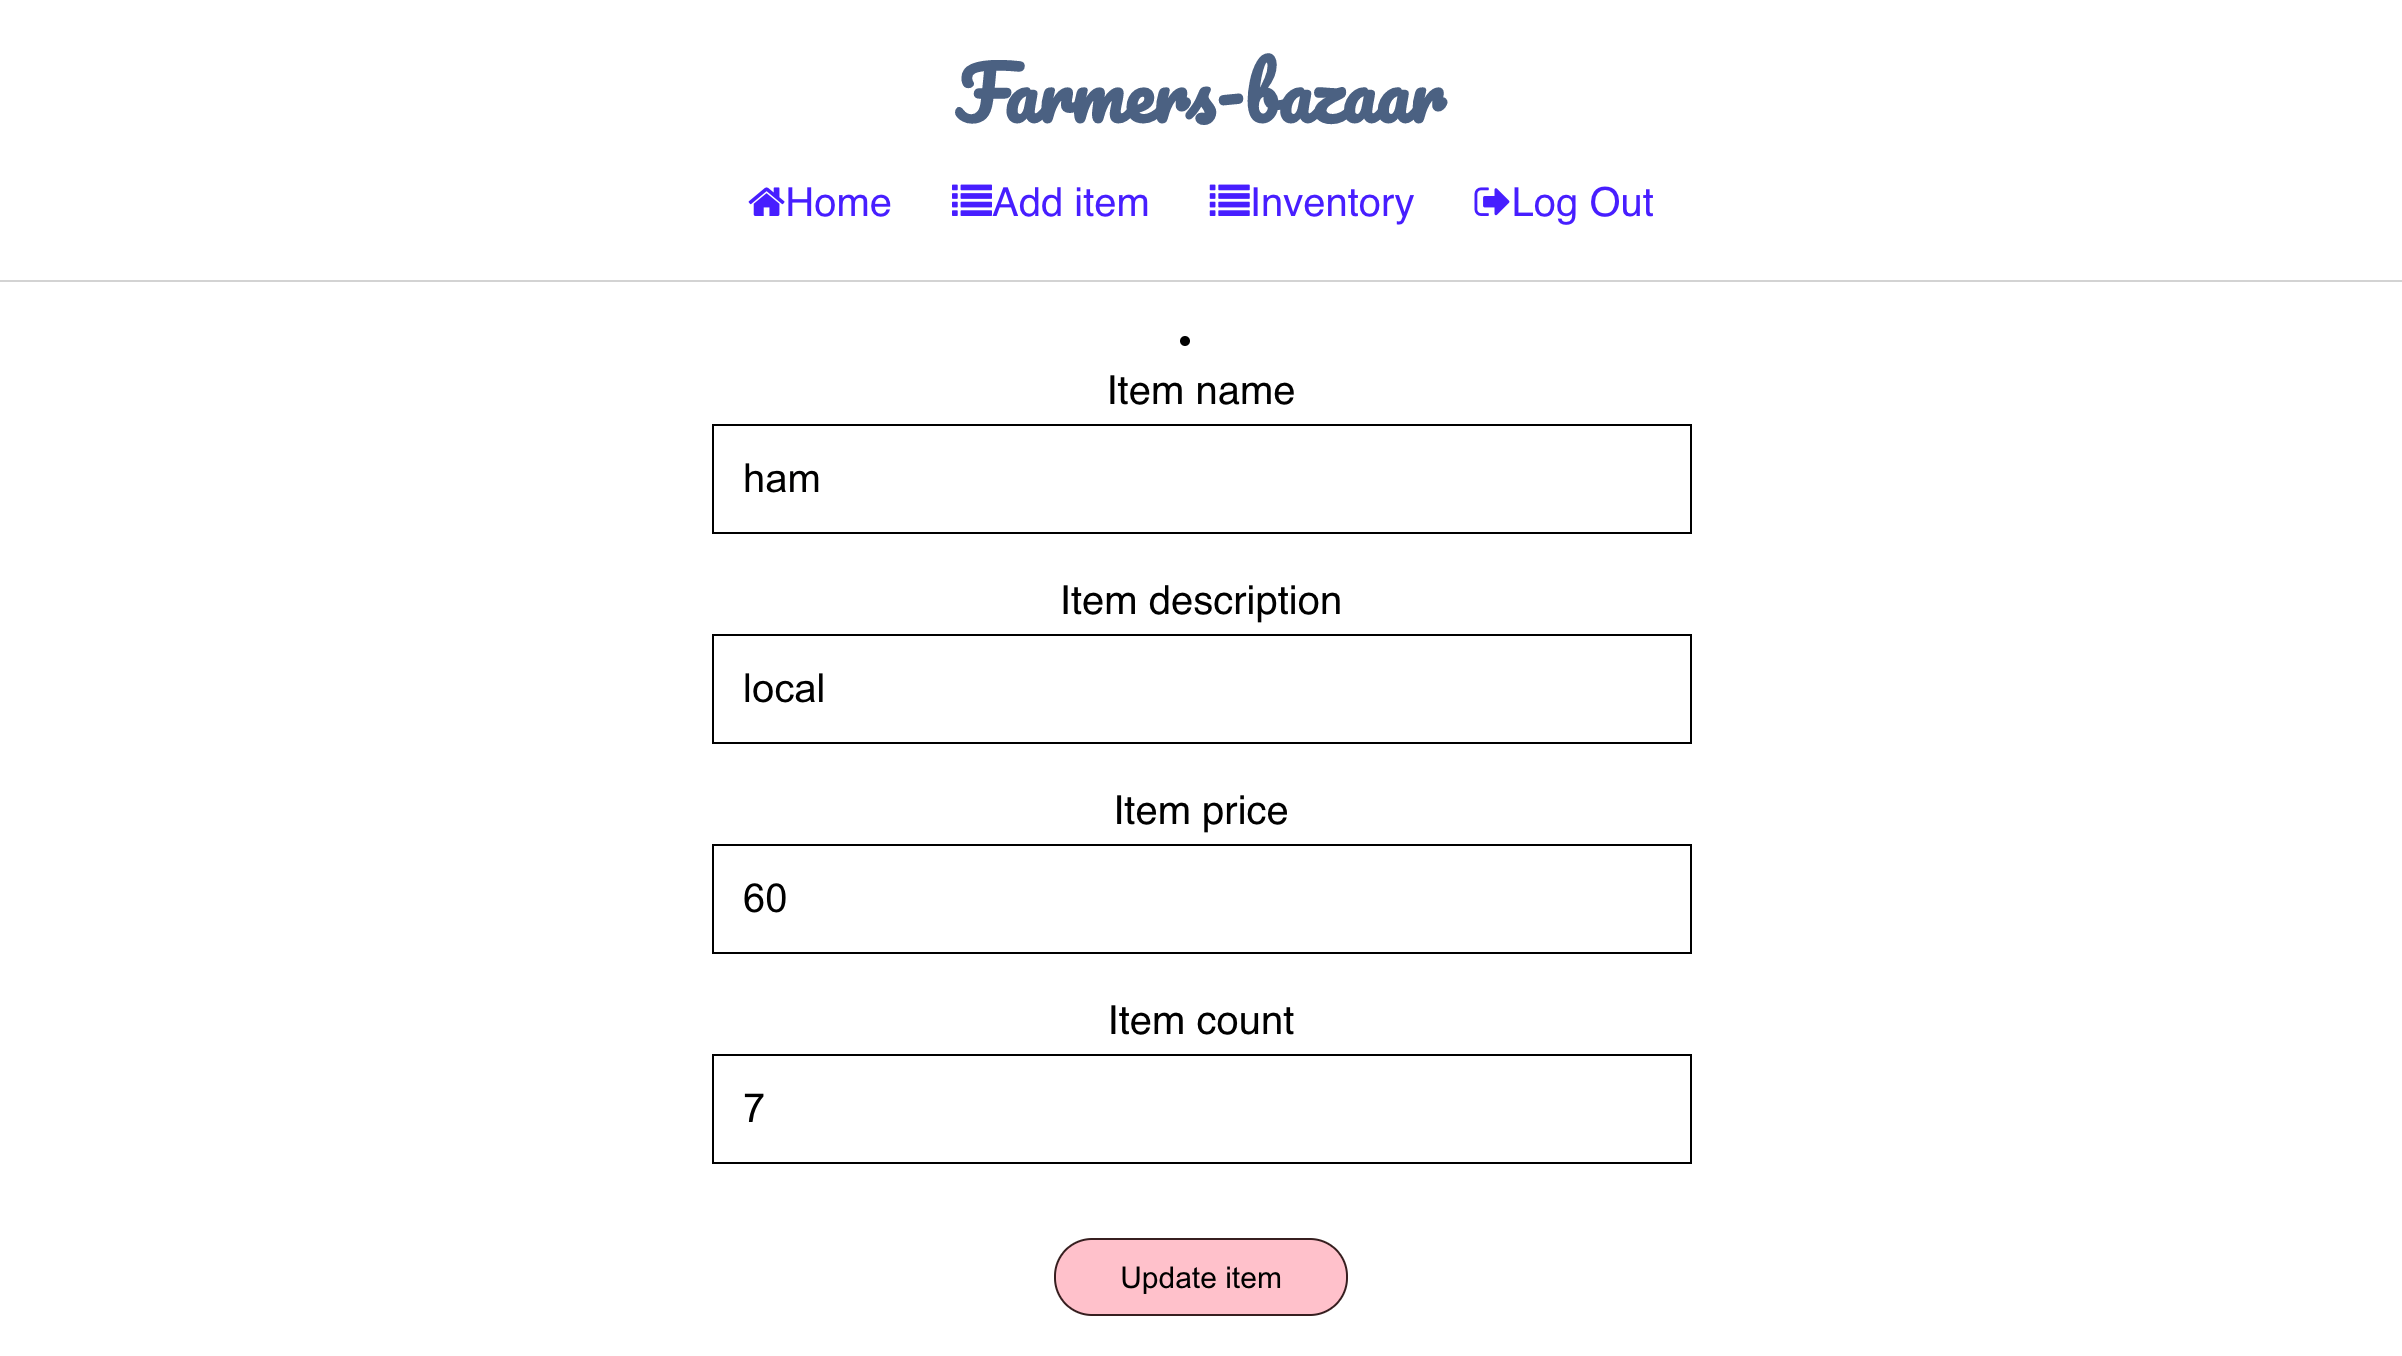 Farmers-bazaar
Home Add item Inventory Log Out
Item name
ham
Item description
local
Item price
60
Item count
7
Update item